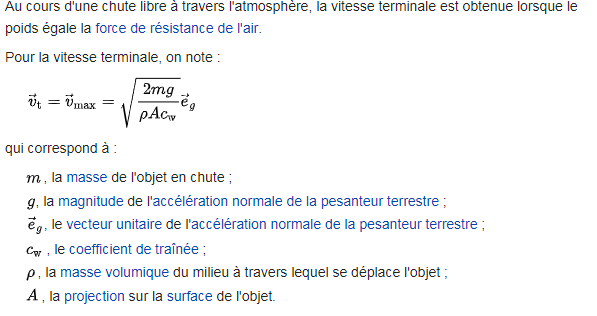 Au cours d'une chute libre à travers l'atmosphère, la vitesse terminale est obtenue lorsque le
poids égale la force de résistance de l'air.
Pour la vitesse terminale, on note :
v⃗ₜ = v⃗ₘₐₓ = √(2mg / ρAc_w) e⃗_g
qui correspond à :
m , la masse de l'objet en chute ;
g, la magnitude de l'accélération normale de la pesanteur terrestre ;
e⃗_g, le vecteur unitaire de l'accélération normale de la pesanteur terrestre ;
c_w , le coefficient de traînée ;
ρ , la masse volumique du milieu à travers lequel se déplace l'objet ;
A , la projection sur la surface de l'objet.